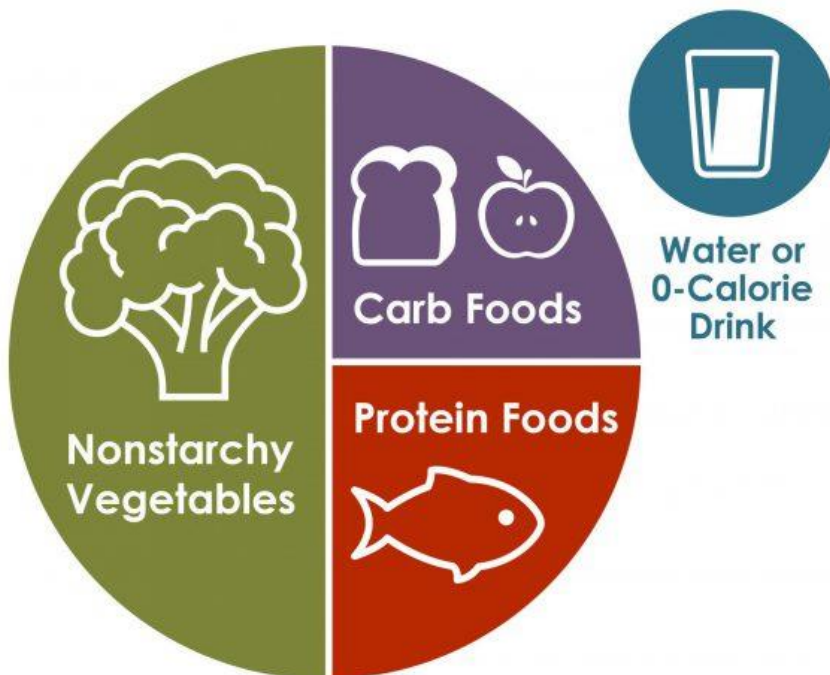 Nonstarchy
Vegetables
Carb Foods
Protein Foods
Water or
0-Calorie
Drink